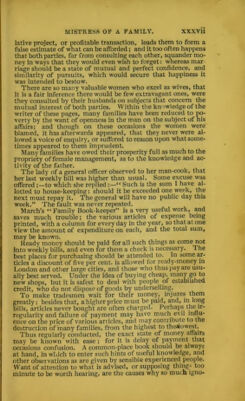 MISTRESS OF A FAMILY. XXXVII
lative project, or profitable transaction, leads them to form a
false estimate of what can be afforded; and it too often happens
that both parties, far from consulting each other, squander mo-
ney in ways that they would even wish to forget: whereas mar-
riage should be a state of mutual and perfect confidence, and
similarity of pursuits, which would secure that happiness it
was intended to bestow.
There are so many valuable women who excel as wives, that
it is a fair inference there would be few extravagant ones, were
they consulted by their husbands on subjects that concern the
mutual interest of both parties. Within the knowledge of the
writer of these pages, many families have been reduced to po-
verty by the want of openness in the man on the subject of his
affairs; and though on these occasions the women were
blamed, it has afterwards appeared, that they never were al-
lowed a voice of enquiry, or suffered to reason upon what some-
times appeared to them imprudent.
Many families have owed their prosperity full as much to the
propriety of female management, as to the knowledge and ac-
tivity of the father.
The lady of a general officer observed to her man-cook, that
her last weekly bill was higher than usual. Some excuse was
offered:—to which she replied:—“Such is the sum I have al-
lotted to house-keeping: should it be exceeded one week, the
next must repay it. The general will have no public day this
week.” The fault was never repeated.
March's “Family Book-keeper” is a very useful work, and
saves much trouble; the various articles of expense being
printed, with a column for every day in the year, so that at one
view the amount of expenditure on each, and the total sum,
may be known.
Ready money should be paid for all such things as come not
into weekly bills, and even for them a check is necessary. The
best places for purchasing should be attended to. In some ar-
ticles a discount of five per cent. is allowed for ready-money in
London and other large cities, and those who thus pay are usu-
ally best served. Under the idea of buying cheap, many go to
new shops, but it is safest to deal with people of established
credit, who do not dispose of goods by underselling.
To make tradesmen wait for their money, injures them
greatly; besides that, a higher price must be paid, and, in long
bills, articles never bought are often charged. Perhaps the ir-
regularity and failure of payment may have much evil influ-
ence on the price of various articles, and may contribute to the
destruction of many families, from the highest to the lowest.
Thus regularly conducted, the exact state of money affairs
may be known with ease; for it is delay of payment that
occasions confusion. A common-place book should be always
at hand, in which to enter such hints of useful knowledge, and
other observations as are given by sensible experienced people.
Want of attention to what is advised, or supposing things too
minute to be worth hearing, are the causes why so much igno-